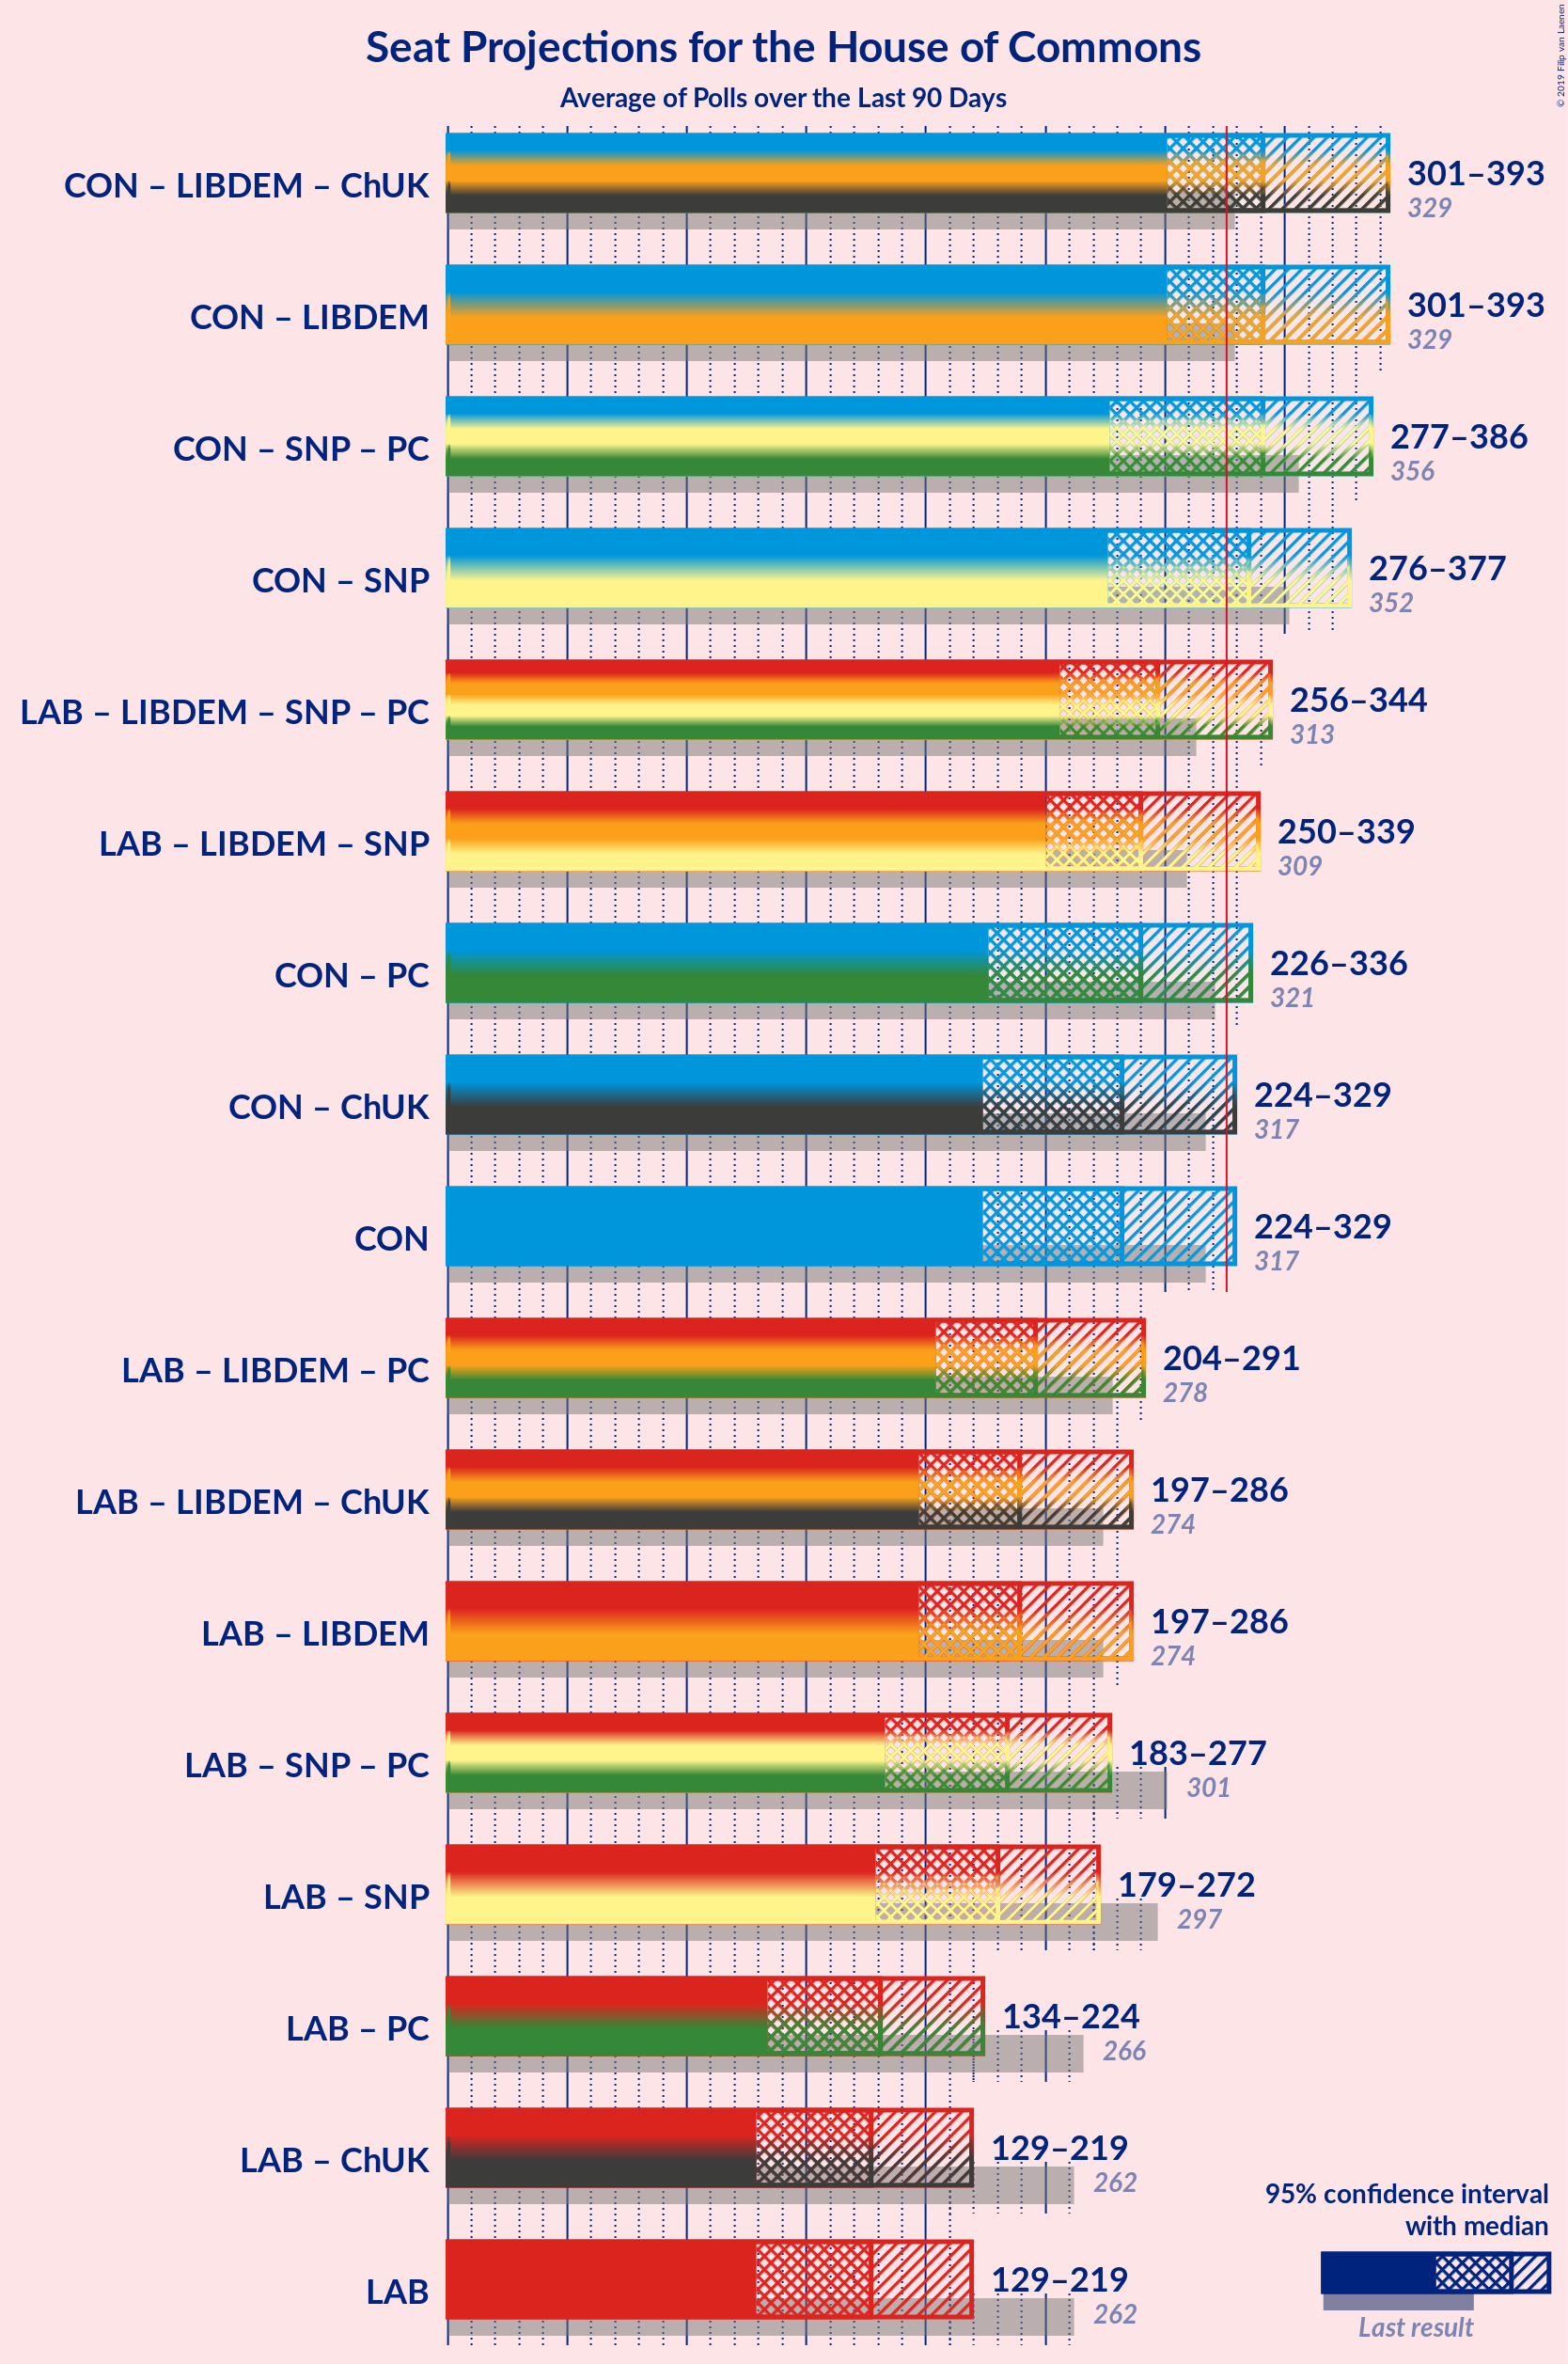 Seat Projections for the House of Commons
Average of Polls over the Last 90 Days
© 2019 Filip van Laenen
CON – LIBDEM – ChUK
301–393
329
CON – LIBDEM
301–393
329
CON – SNP – PC
277–386
356
CON – SNP
276–377
352
LAB – LIBDEM – SNP – PC
256–344
313
LAB – LIBDEM – SNP
250–339
309
CON – PC
226–336
321
CON – ChUK
224–329
317
CON
224–329
317
LAB – LIBDEM – PC
204–291
278
LAB – LIBDEM – ChUK
197–286
274
LAB – LIBDEM
197–286
274
LAB – SNP – PC
183–277
301
LAB – SNP
179–272
297
LAB – PC
134–224
266
LAB – ChUK
129–219
262
LAB
129–219
262
95% confidence interval
with median
Last result